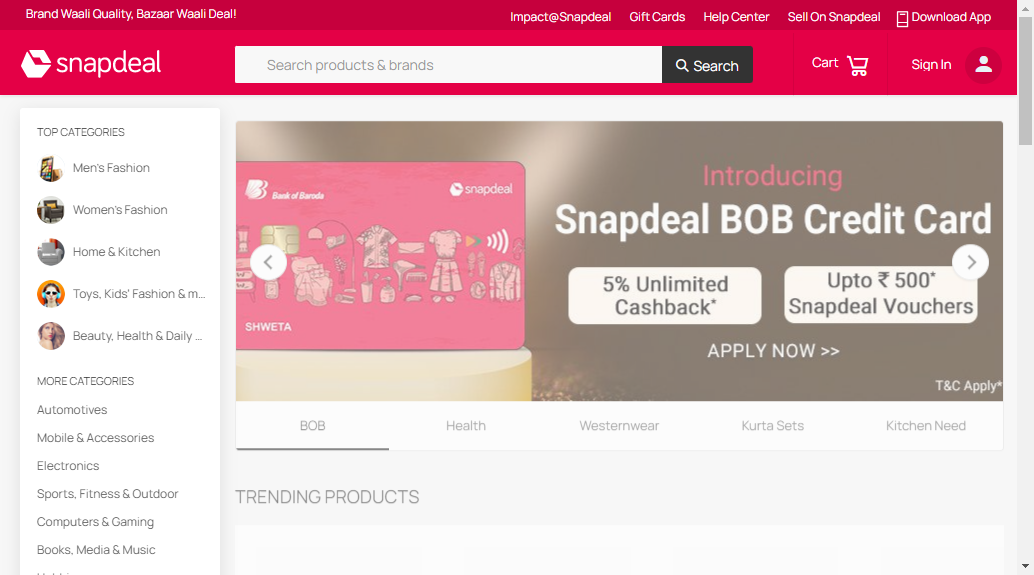 Brand Waali Quality, Bazaar Waali Deal!
Impact@Snapdeal Gift Cards Help Center Sell On Snapdeal Download App
snapdeal
Search products & brands
Search
Cart
Sign In
TOP CATEGORIES
Men's Fashion
Women's Fashion
Home & Kitchen
Toys, Kids' Fashion & m...
Beauty, Health & Daily ...
MORE CATEGORIES
Automotives
Mobile & Accessories
Electronics
Sports, Fitness & Outdoor
Computers & Gaming
Books, Media & Music
Bank of Baroda
snapdeal
SHWETA
Introducing
Snapdeal BOB Credit Card
5% Unlimited
Cashback*
Upto ₹ 500*
Snapdeal Vouchers
APPLY NOW >>
T&C Apply*
BOB Health Westernwear Kurta Sets Kitchen Need
TRENDING PRODUCTS